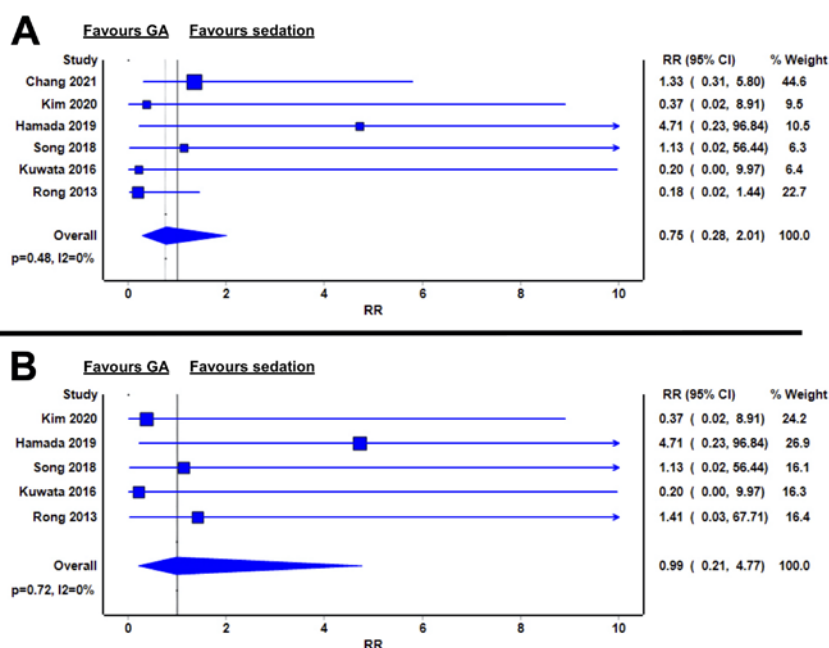 A
Favours GA Favours sedation
Study RR (95% CI) % Weight
Chang 2021 1.33 ( 0.31, 5.80) 44.6
Kim 2020 0.37 ( 0.02, 8.91) 9.5
Hamada 2019 4.71 ( 0.23, 96.84) 10.5
Song 2018 1.13 ( 0.02, 56.44) 6.3
Kuwata 2016 0.20 ( 0.00, 9.97) 6.4
Rong 2013 0.18 ( 0.02, 1.44) 22.7
Overall 0.75 ( 0.28, 2.01) 100.0
p=0.48, I2=0%
0 2 4 6 8 10
RR
B
Favours GA Favours sedation
Study RR (95% CI) % Weight
Kim 2020 0.37 ( 0.02, 8.91) 24.2
Hamada 2019 4.71 ( 0.23, 96.84) 26.9
Song 2018 1.13 ( 0.02, 56.44) 16.1
Kuwata 2016 0.20 ( 0.00, 9.97) 16.3
Rong 2013 1.41 ( 0.03, 67.71) 16.4
Overall 0.99 ( 0.21, 4.77) 100.0
p=0.72, I2=0%
0 2 4 6 8 10
RR